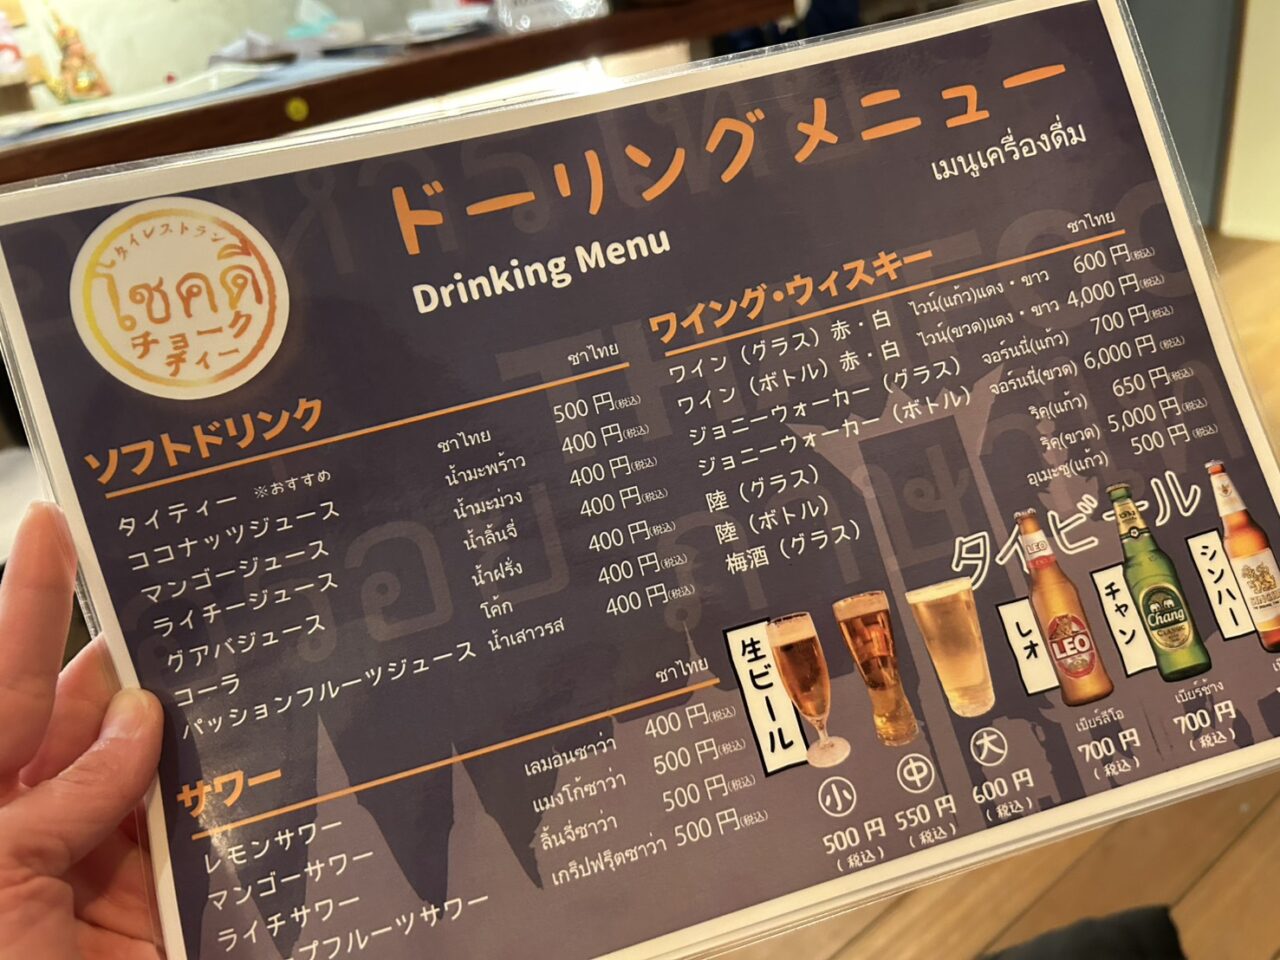 タイレストラン
โชคดี
チョーク
ディー
ドーリングメニュー
Drinking Menu
เมนูเครื่องดื่ม
ソフトドリンク
ชาไทย
タイティー ※おすすめ ชาไทย 500円(税込)
ココナッツジュース น้ำมะพร้าว 400円(税込)
マンゴージュース น้ำมะม่วง 400円(税込)
ライチージュース น้ำลิ้นจี่ 400円(税込)
グアバジュース น้ำฝรั่ง 400円(税込)
コーラ โค้ก 400円(税込)
パッションフルーツジュース น้ำเสาวรส 400円(税込)
サワー
ชาไทย
レモンサワー เลมอนซาว่า 400円(税込)
マンゴーサワー แมงโก้ซาว่า 500円(税込)
ライチサワー ลิ้นจี่ซาว่า 500円(税込)
プフルーツサワー เกร็ปฟรุ๊ตซาว่า 500円(税込)
ワイング・ウィスキー
ชาไทย
ワイン（グラス）赤・白 ไวน์(แก้ว)แดง・ขาว 600円(税込)
ワイン（ボトル）赤・白 ไวน์(ขวด)แดง・ขาว 4,000円(税込)
ジョニーウォーカー（グラス） จอร์นนี่(แก้ว) 700円(税込)
ジョニーウォーカー（ボトル） จอร์นนี่(ขวด) 6,000円(税込)
陸（グラス） ริคุ(แก้ว) 650円(税込)
陸（ボトル） ริคุ(ขวด) 5,000円(税込)
梅酒（グラス） อุเมะชู(แก้ว) 500円(税込)
タイビール
生ビール
小
500円
(税込)
中
550円
(税込)
大
600円
(税込)
レオ
LEO
LEO
เบียร์ลีโอ
700円
(税込)
チャン
Chang
CLASSIC
เบียร์ช้าง
700円
(税込)
シンハー